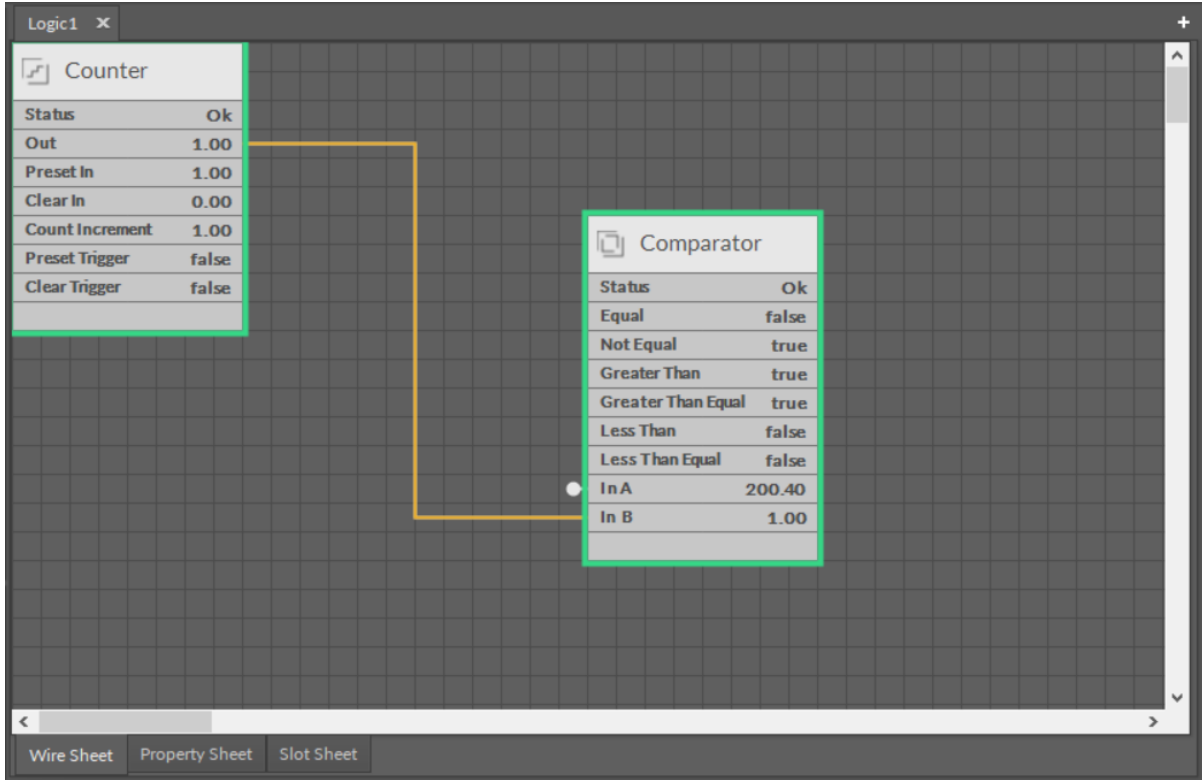 Logic1
Counter
Status Ok
Out 1.00
Preset In 1.00
Clear In 0.00
Count Increment 1.00
Preset Trigger false
Clear Trigger false
Comparator
Status Ok
Equal false
Not Equal true
Greater Than true
Greater Than Equal true
Less Than false
Less Than Equal false
In A 200.40
In B 1.00
Wire Sheet Property Sheet Slot Sheet